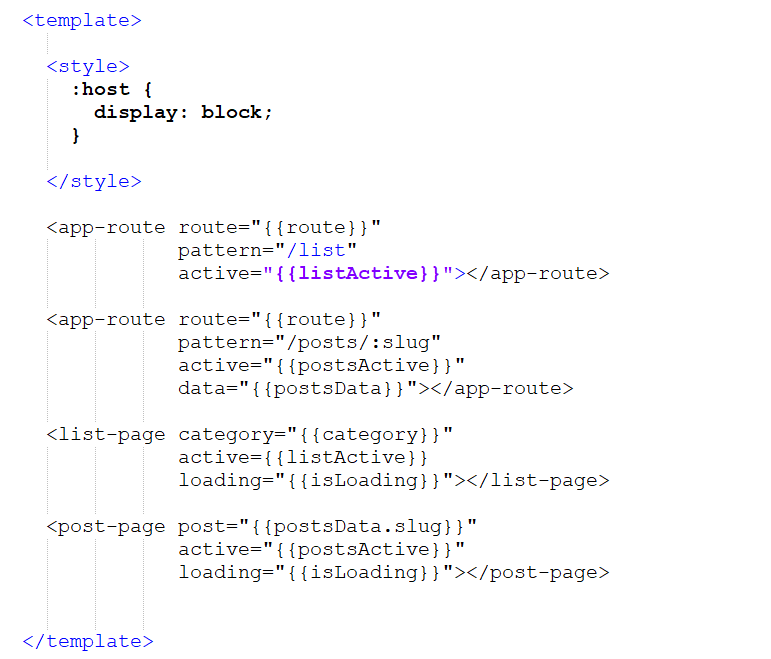 <template>
<style>
:host {
display: block;
}
</style>
<app-route route="{{route}}"
pattern="/list"
active="{{listActive}}"></app-route>
<app-route route="{{route}}"
pattern="/posts/:slug"
active="{{postsActive}}"
data="{{postsData}}"></app-route>
<list-page category="{{category}}"
active={{listActive}}
loading="{{isLoading}}"></list-page>
<post-page post="{{postsData.slug}}"
active="{{postsActive}}"
loading="{{isLoading}}"></post-page>
</template>